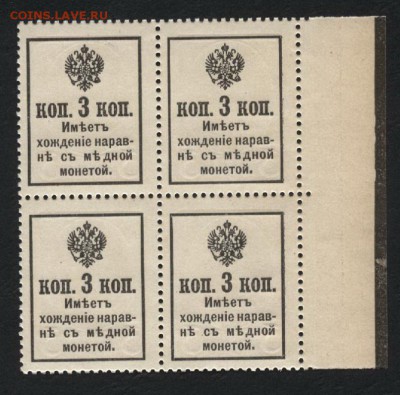 COINS.LAVE.RU
коп. 3 коп.
Имѣетъ
хожденіе нарав-
нѣ съ мѣдной
монетой.
коп. 3 коп.
Имѣетъ
хожденіе нарав-
нѣ съ мѣдной
монетой.
коп. 3 коп.
Имѣетъ
хожденіе нарав-
нѣ съ мѣдной
монетой.
коп. 3 коп.
Имѣетъ
хожденіе нарав-
нѣ съ мѣдной
монетой.